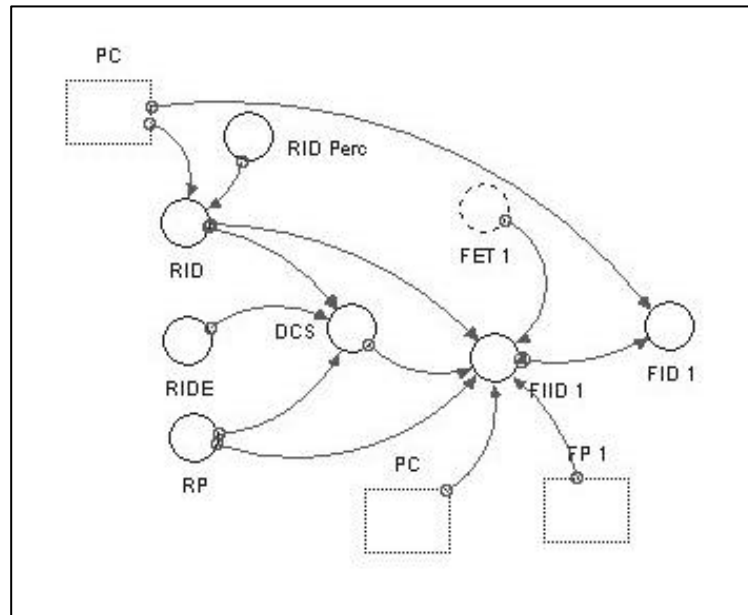 PC
RID Perc
RID
FET 1
DCS
RIDE
FID 1
FIID 1
RP
PC
FP 1